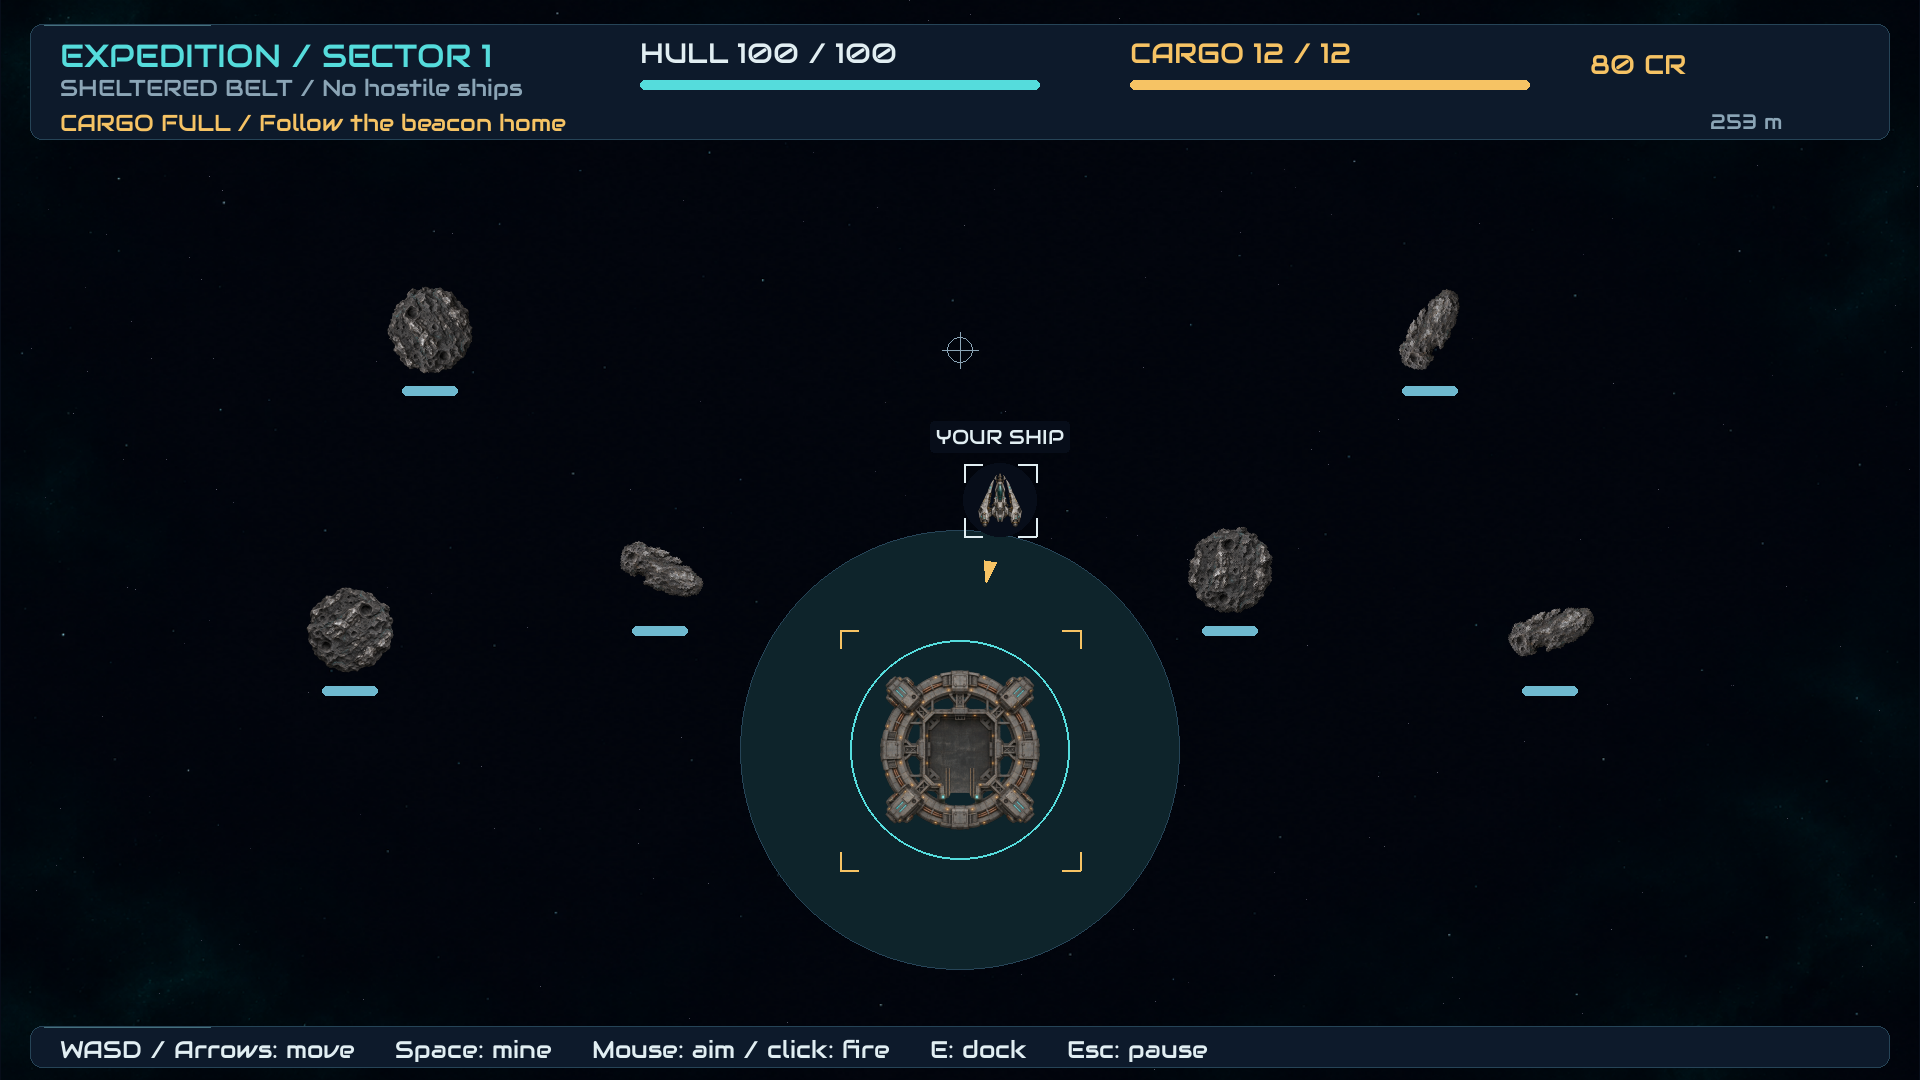 EXPEDITION / SECTOR 1
HULL 100 / 100
CARGO 12 / 12
80 CR
SHELTERED BELT / No hostile ships
CARGO FULL / Follow the beacon home
253 m
YOUR SHIP
WASD / Arrows: move
Space: mine
Mouse: aim / click: fire
E: dock
Esc: pause